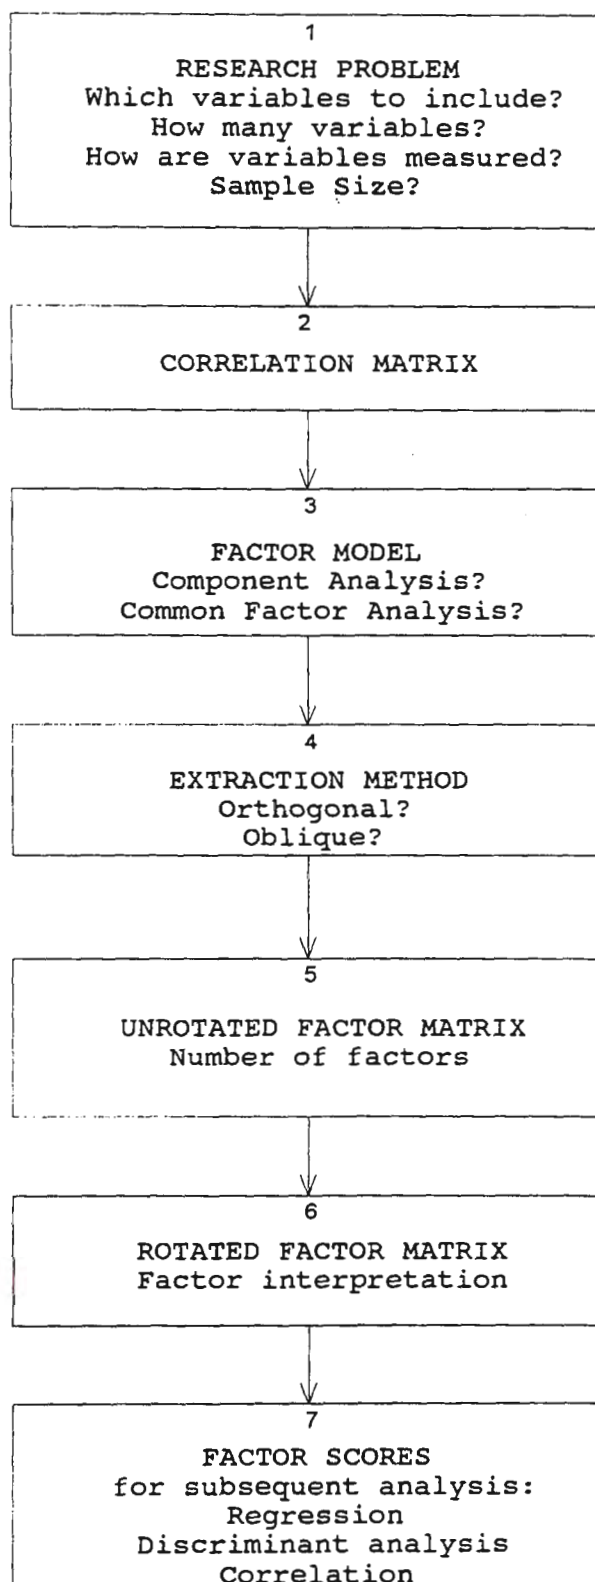 1
RESEARCH PROBLEM
Which variables to include?
How many variables?
How are variables measured?
Sample Size?
2
CORRELATION MATRIX
3
FACTOR MODEL
Component Analysis?
Common Factor Analysis?
4
EXTRACTION METHOD
Orthogonal?
Oblique?
5
UNROTATED FACTOR MATRIX
Number of factors
6
ROTATED FACTOR MATRIX
Factor interpretation
7
FACTOR SCORES
for subsequent analysis:
Regression
Discriminant analysis
Correlation